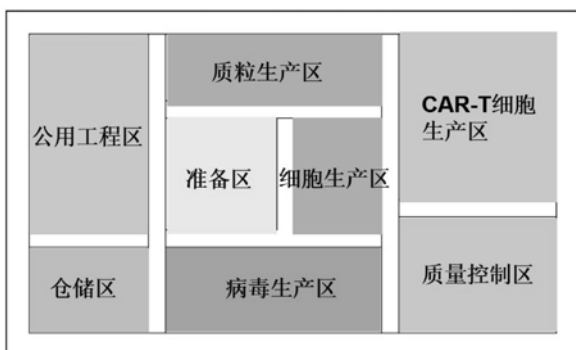 质粒生产区
公用工程区
CAR-T细胞
生产区
准备区
细胞生产区
仓储区
病毒生产区
质量控制区